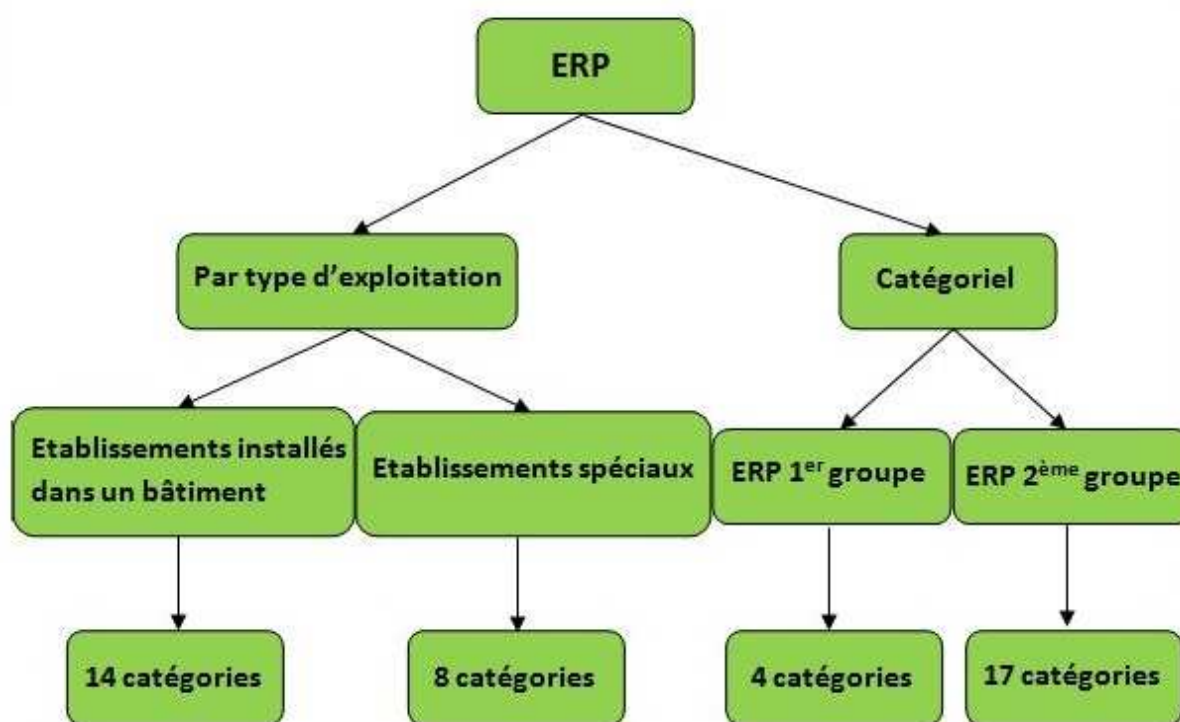 ERP
Par type d'exploitation
Catégoriel
Etablissements installés
dans un bâtiment
Etablissements spéciaux
ERP 1er groupe
ERP 2ème groupe
14 catégories
8 catégories
4 catégories
17 catégories